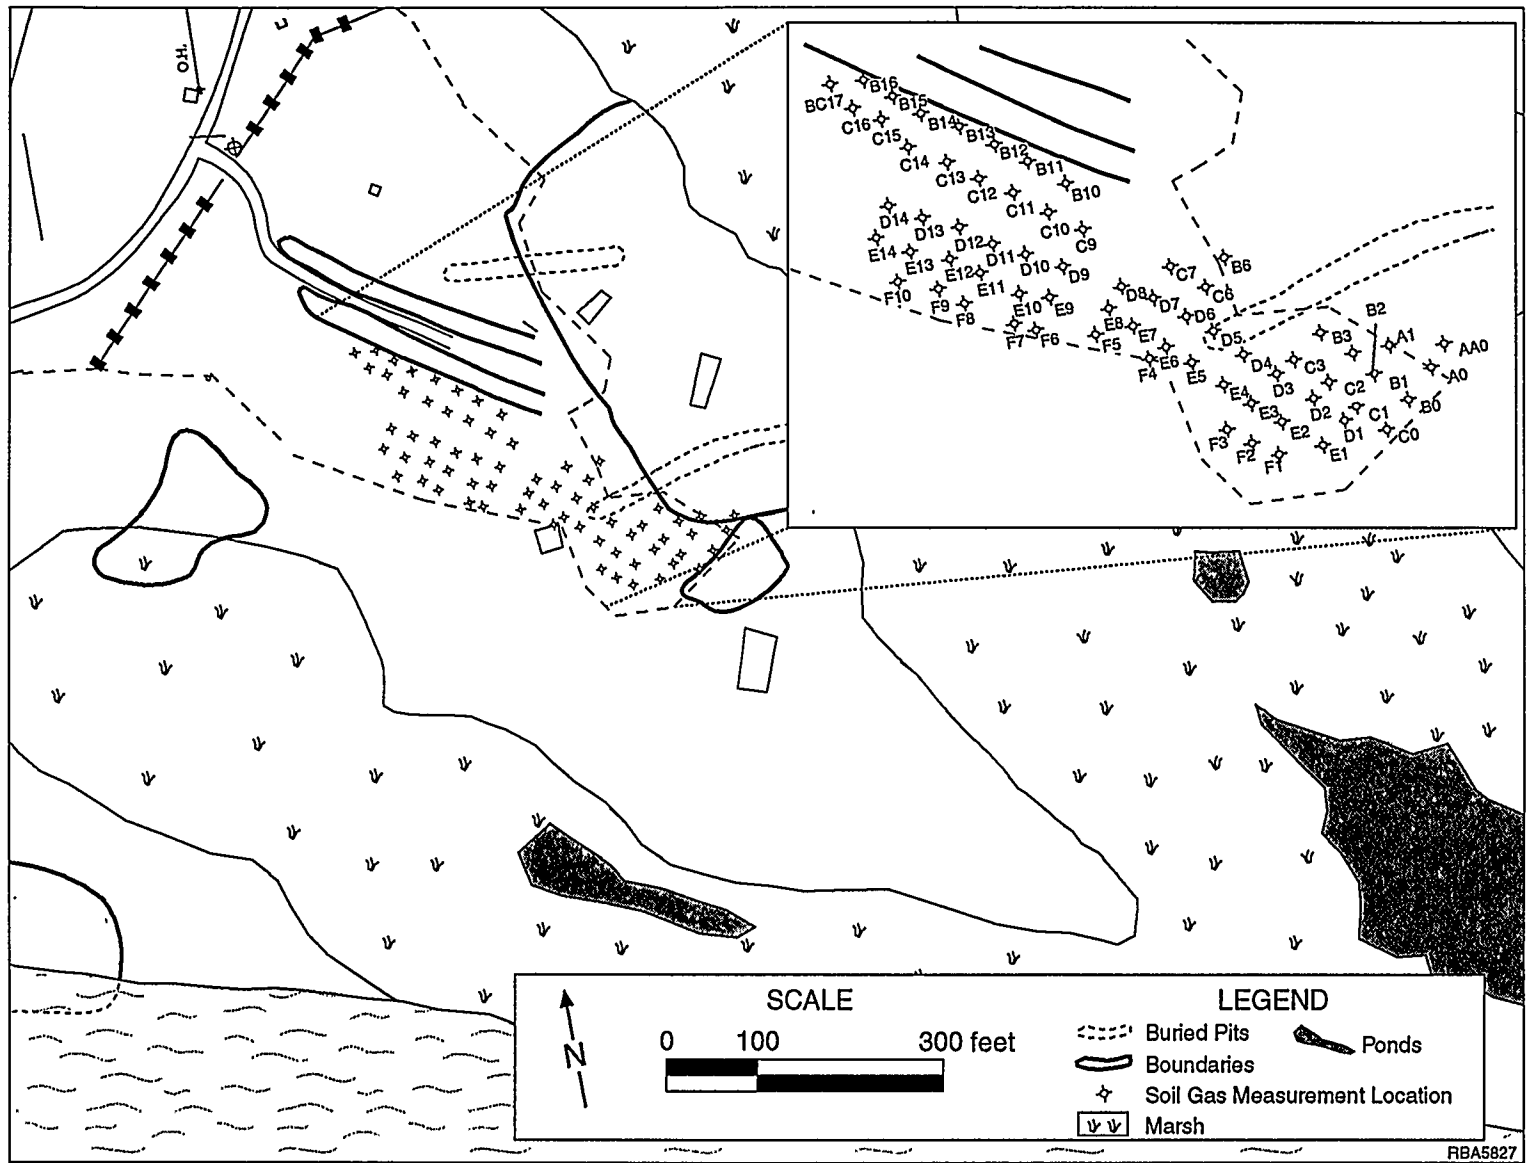 O.H.
B16
BC17
B15
C16
B14
C15
B13
C14
B12
C13
B11
C12
B10
C11
D14
D13
C10
C9
E14
D12
E13
D11
D10
D9
E12
F10
E11
F9
F8
E10
E9
F7
F6
C7
B6
C6
D8
D7
D6
E8
E7
D5
F5
E6
F4
E5
B2
B3
A1
AA0
D4
C3
A0
D3
C2
B1
E4
B0
E3
D2
C1
E2
D1
C0
F3
F2
F1
E1
SCALE
0 100 300 feet
N
LEGEND
Buried Pits
Ponds
Boundaries
Soil Gas Measurement Location
Marsh
RBA5827